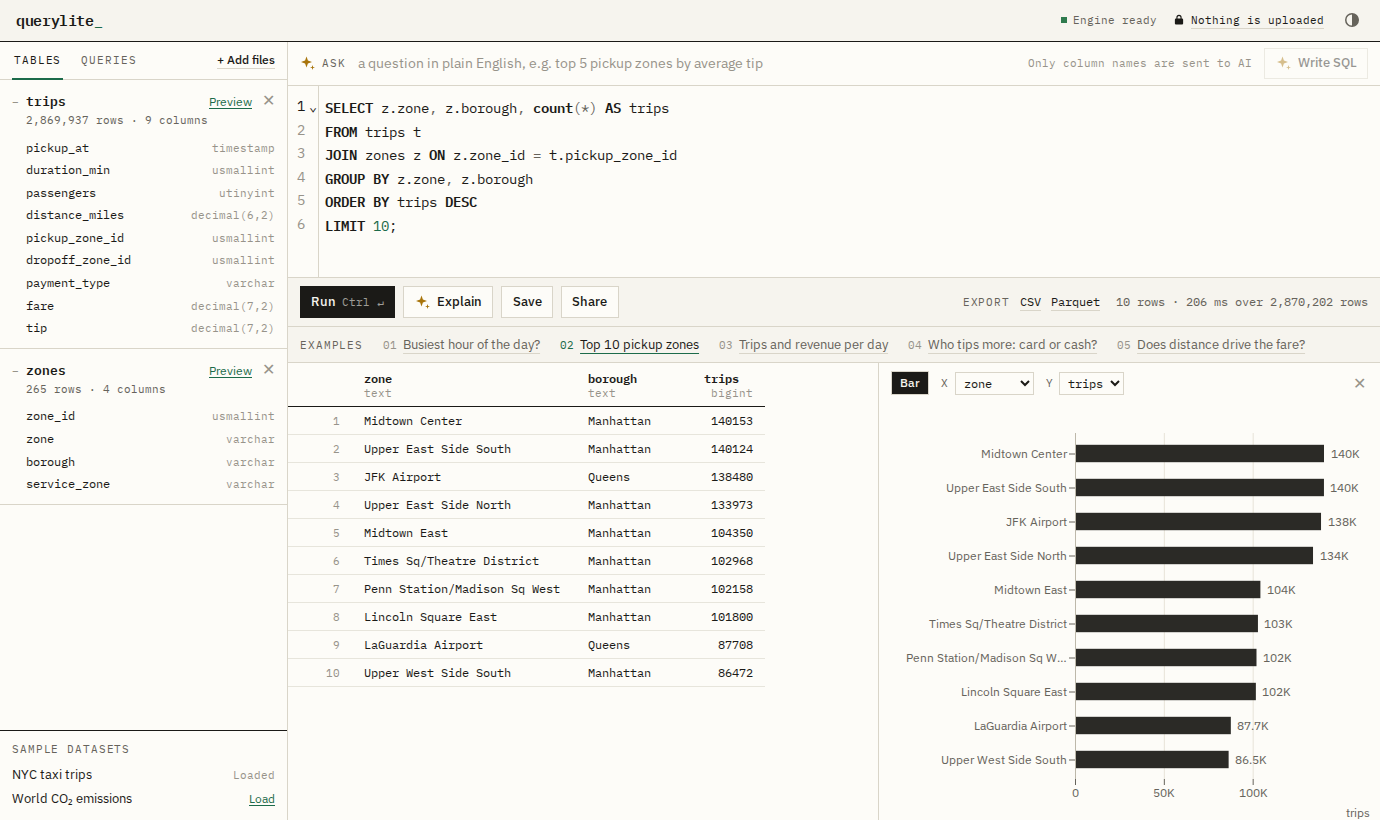 querylite_
Engine ready
Nothing is uploaded
TABLES QUERIES + Add files
ASK a question in plain English, e.g. top 5 pickup zones by average tip
Only column names are sent to AI
Write SQL
– trips Preview ✕
2,869,937 rows · 9 columns
pickup_at timestamp
duration_min usmallint
passengers utinyint
distance_miles decimal(6,2)
pickup_zone_id usmallint
dropoff_zone_id usmallint
payment_type varchar
fare decimal(7,2)
tip decimal(7,2)
– zones Preview ✕
265 rows · 4 columns
zone_id usmallint
zone varchar
borough varchar
service_zone varchar
SAMPLE DATASETS
NYC taxi trips Loaded
World CO₂ emissions Load
1 SELECT z.zone, z.borough, count(*) AS trips
2 FROM trips t
3 JOIN zones z ON z.zone_id = t.pickup_zone_id
4 GROUP BY z.zone, z.borough
5 ORDER BY trips DESC
6 LIMIT 10;
Run Ctrl ↵ Explain Save Share
EXPORT CSV Parquet 10 rows · 206 ms over 2,870,202 rows
EXAMPLES 01 Busiest hour of the day? 02 Top 10 pickup zones 03 Trips and revenue per day 04 Who tips more: card or cash? 05 Does distance drive the fare?
zone borough trips
text text bigint
1 Midtown Center Manhattan 140153
2 Upper East Side South Manhattan 140124
3 JFK Airport Queens 138480
4 Upper East Side North Manhattan 133973
5 Midtown East Manhattan 104350
6 Times Sq/Theatre District Manhattan 102968
7 Penn Station/Madison Sq West Manhattan 102158
8 Lincoln Square East Manhattan 101800
9 LaGuardia Airport Queens 87708
10 Upper West Side South Manhattan 86472
Bar X zone Y trips ✕
Midtown Center 140K
Upper East Side South 140K
JFK Airport 138K
Upper East Side North 134K
Midtown East 104K
Times Sq/Theatre District 103K
Penn Station/Madison Sq W... 102K
Lincoln Square East 102K
LaGuardia Airport 87.7K
Upper West Side South 86.5K
0 50K 100K
trips